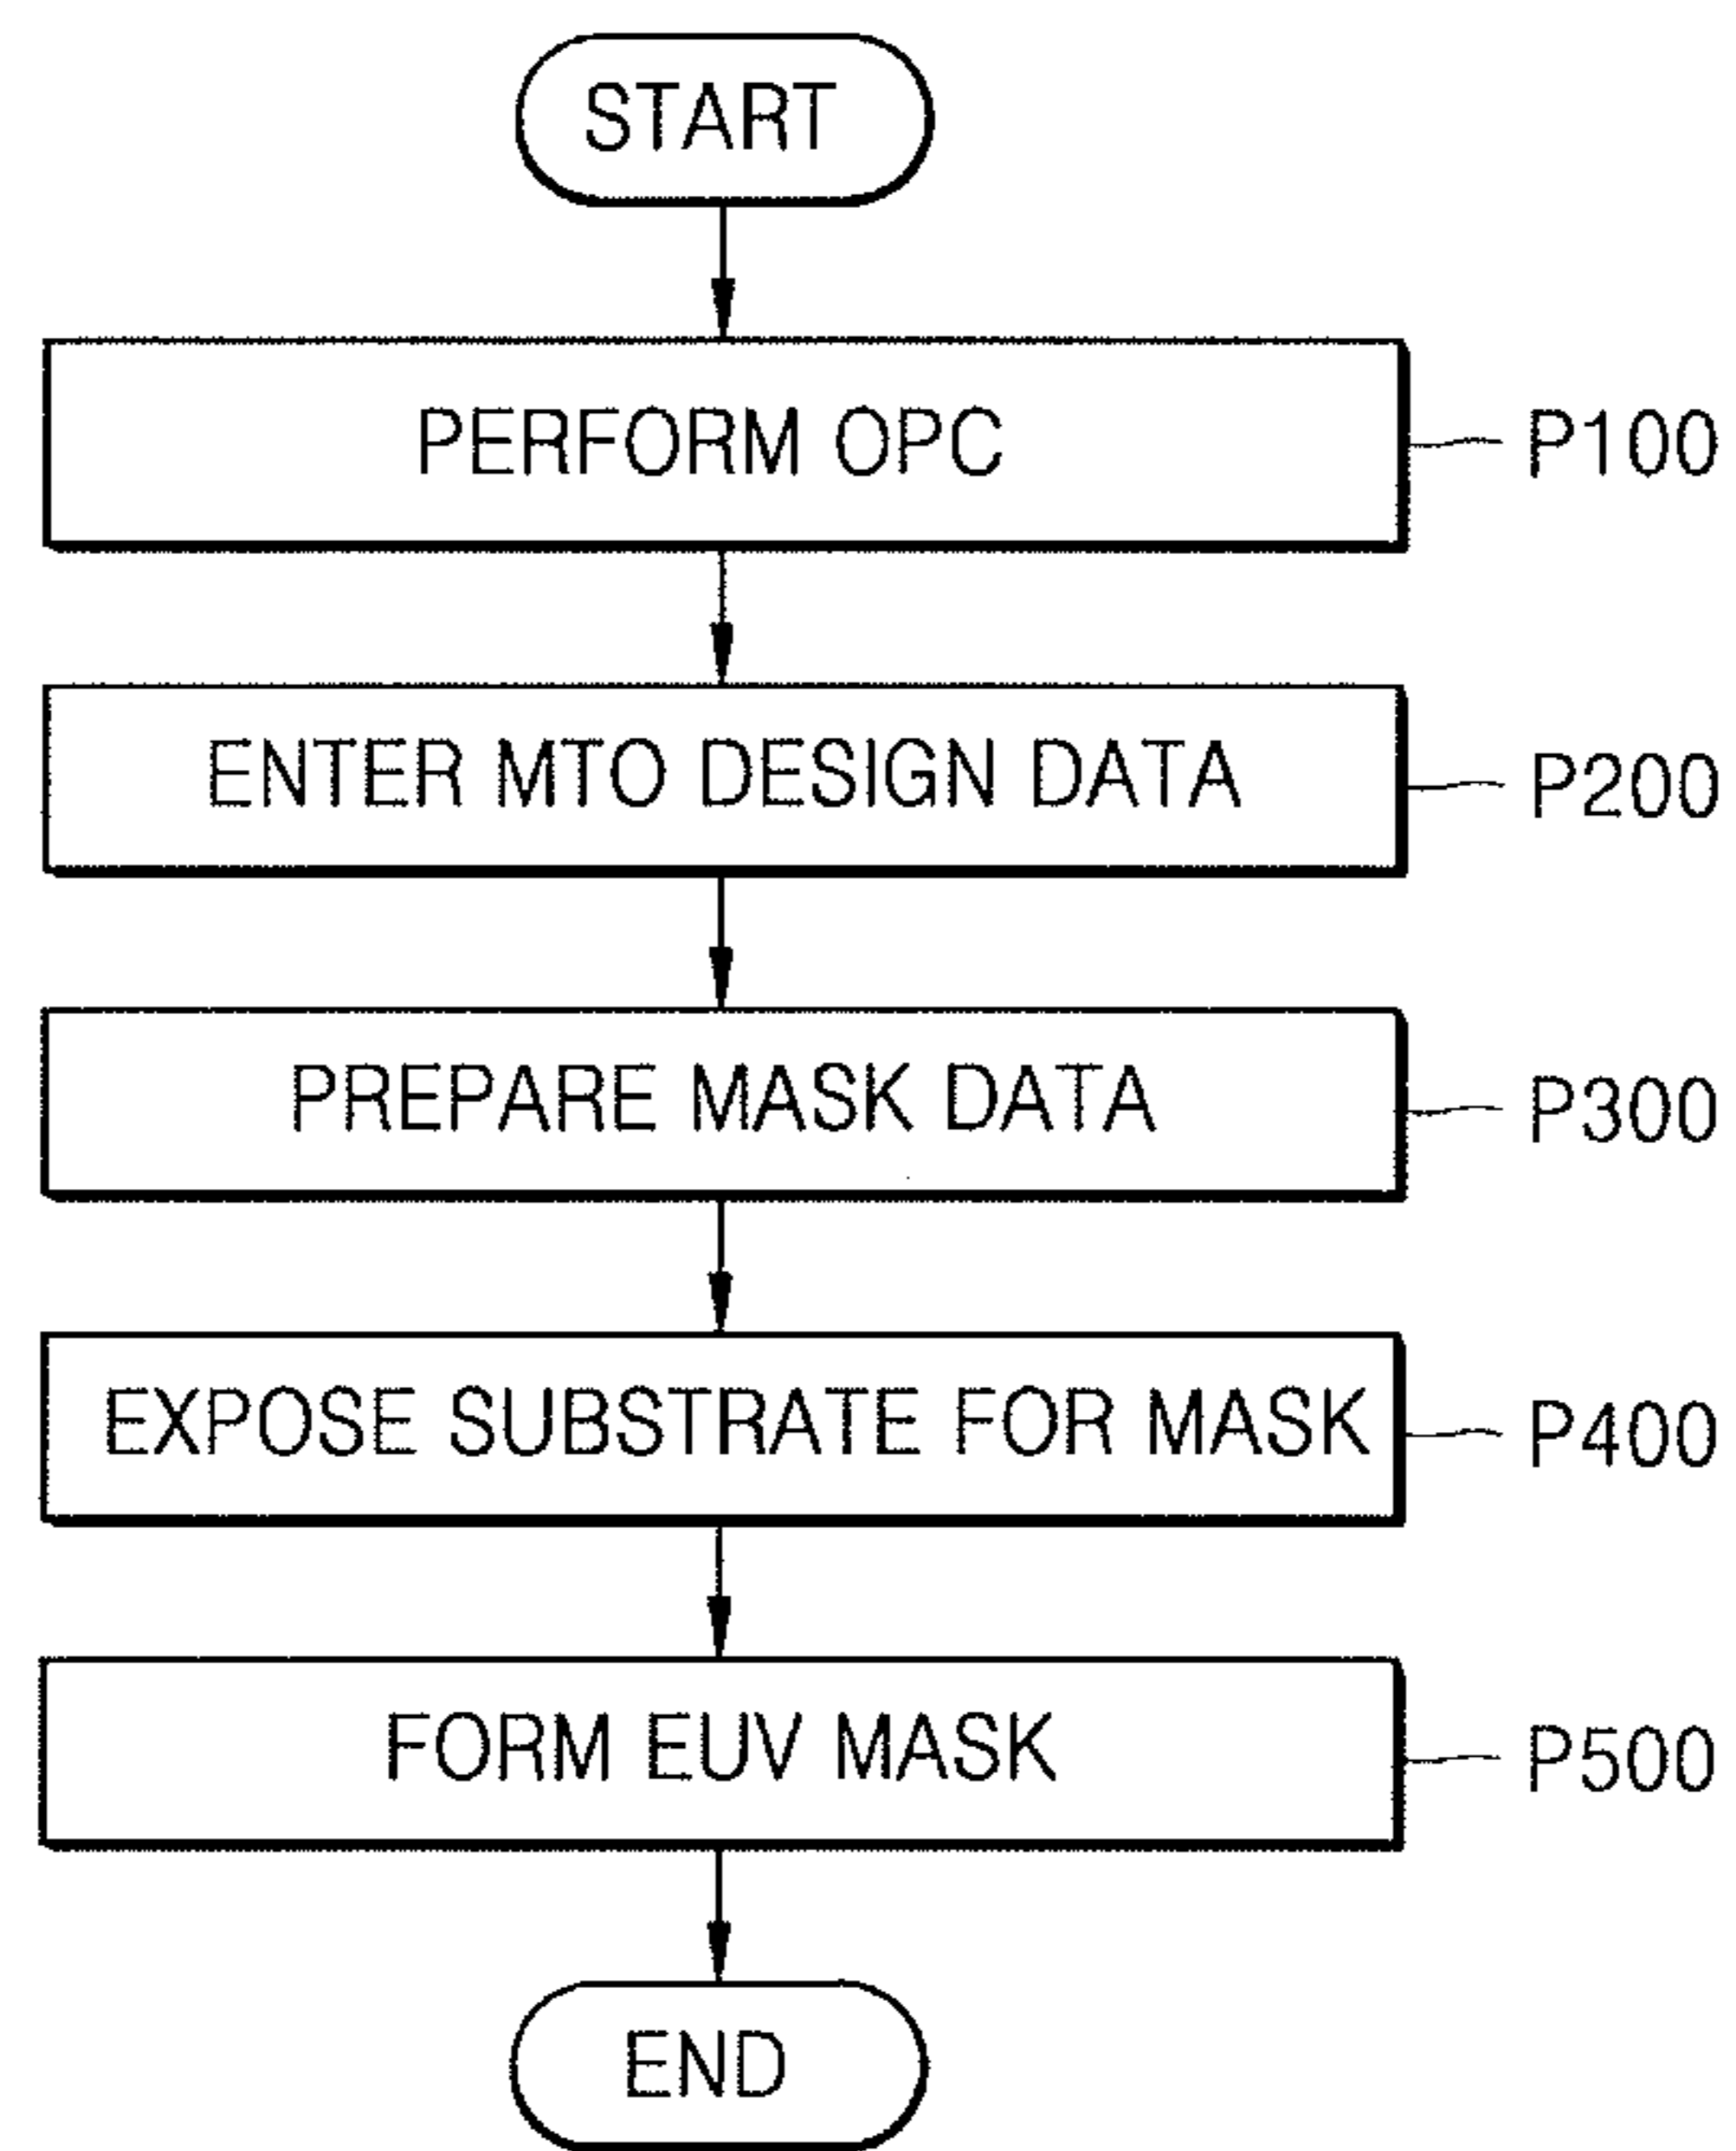 START
PERFORM OPC
P100
ENTER MTO DESIGN DATA
P200
PREPARE MASK DATA
P300
EXPOSE SUBSTRATE FOR MASK
P400
FORM EUV MASK
P500
END